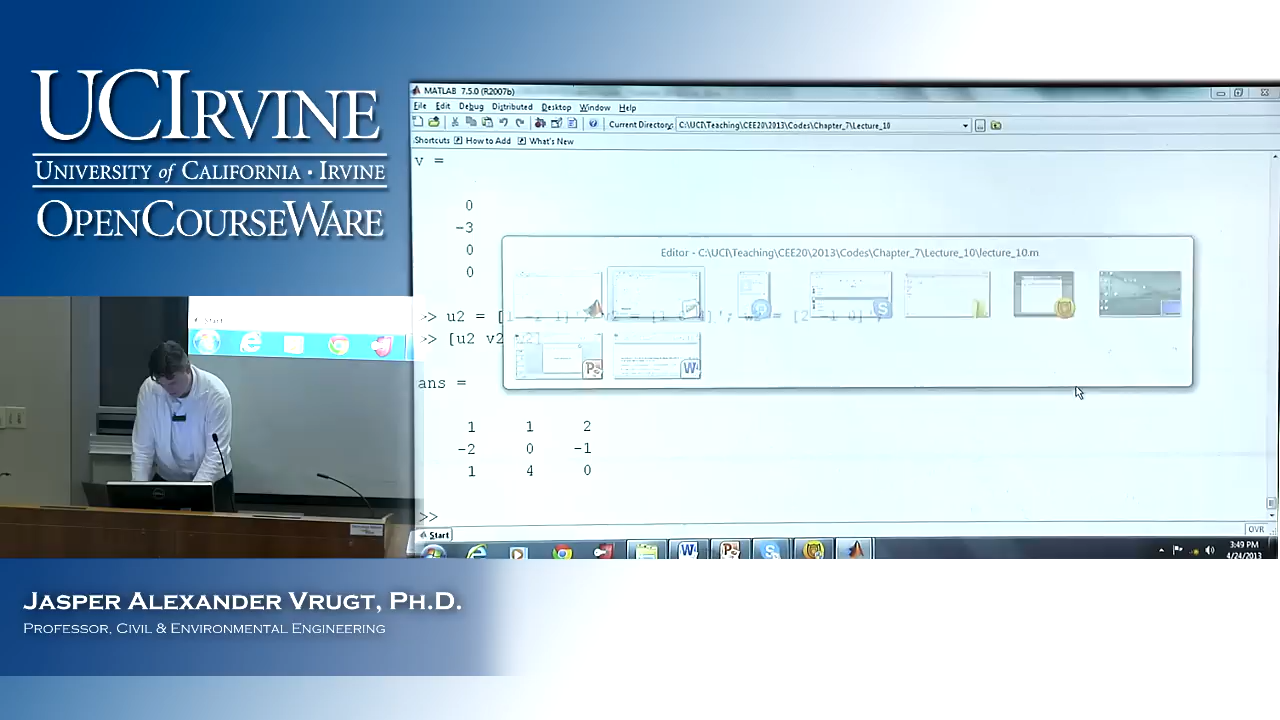 UCIRVINE
UNIVERSITY of CALIFORNIA · IRVINE
OPENCOURSEWARE
MATLAB 7.5.0 (R2007b)
File Edit Debug Distributed Desktop Window Help
Current Directory: C:\UCI\Teaching\CEE20\2013\Codes\Chapter_7\Lecture_10
Shortcuts How to Add What's New
v =
0
-3
0
0
Editor - C:\UCI\Teaching\CEE20\2013\Codes\Chapter_7\Lecture_10\lecture_10.m
>> u2 =
>> [u2 v2
ans =
1 1 2
-2 0 -1
1 4 0
>>
Start
OVR
3:49 PM
4/24/2013
JASPER ALEXANDER VRUGT, PH.D.
PROFESSOR, CIVIL & ENVIRONMENTAL ENGINEERING